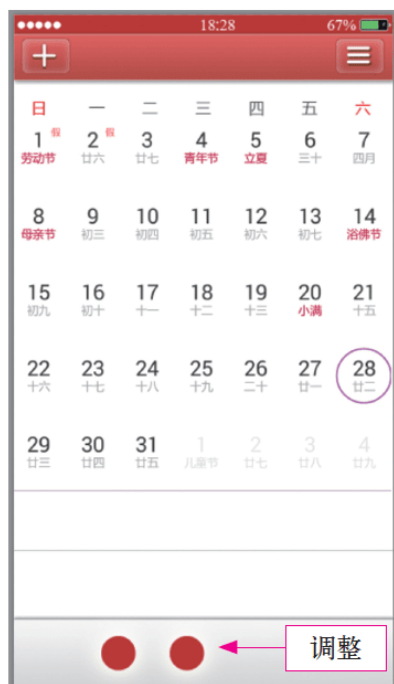 18:28 67%
日 一 二 三 四 五 六
1 假 2 假 3 4 5 6 7
劳动节 廿六 廿七 青年节 立夏 三十 四月
8 9 10 11 12 13 14
母亲节 初三 初四 初五 初六 初七 浴佛节
15 16 17 18 19 20 21
初九 初十 十一 十二 十三 小满 十五
22 23 24 25 26 27 28
十六 十七 十八 十九 二十 廿一 廿二
29 30 31 1 2 3 4
廿三 廿四 廿五 儿童节 廿七 廿八 廿九
调整